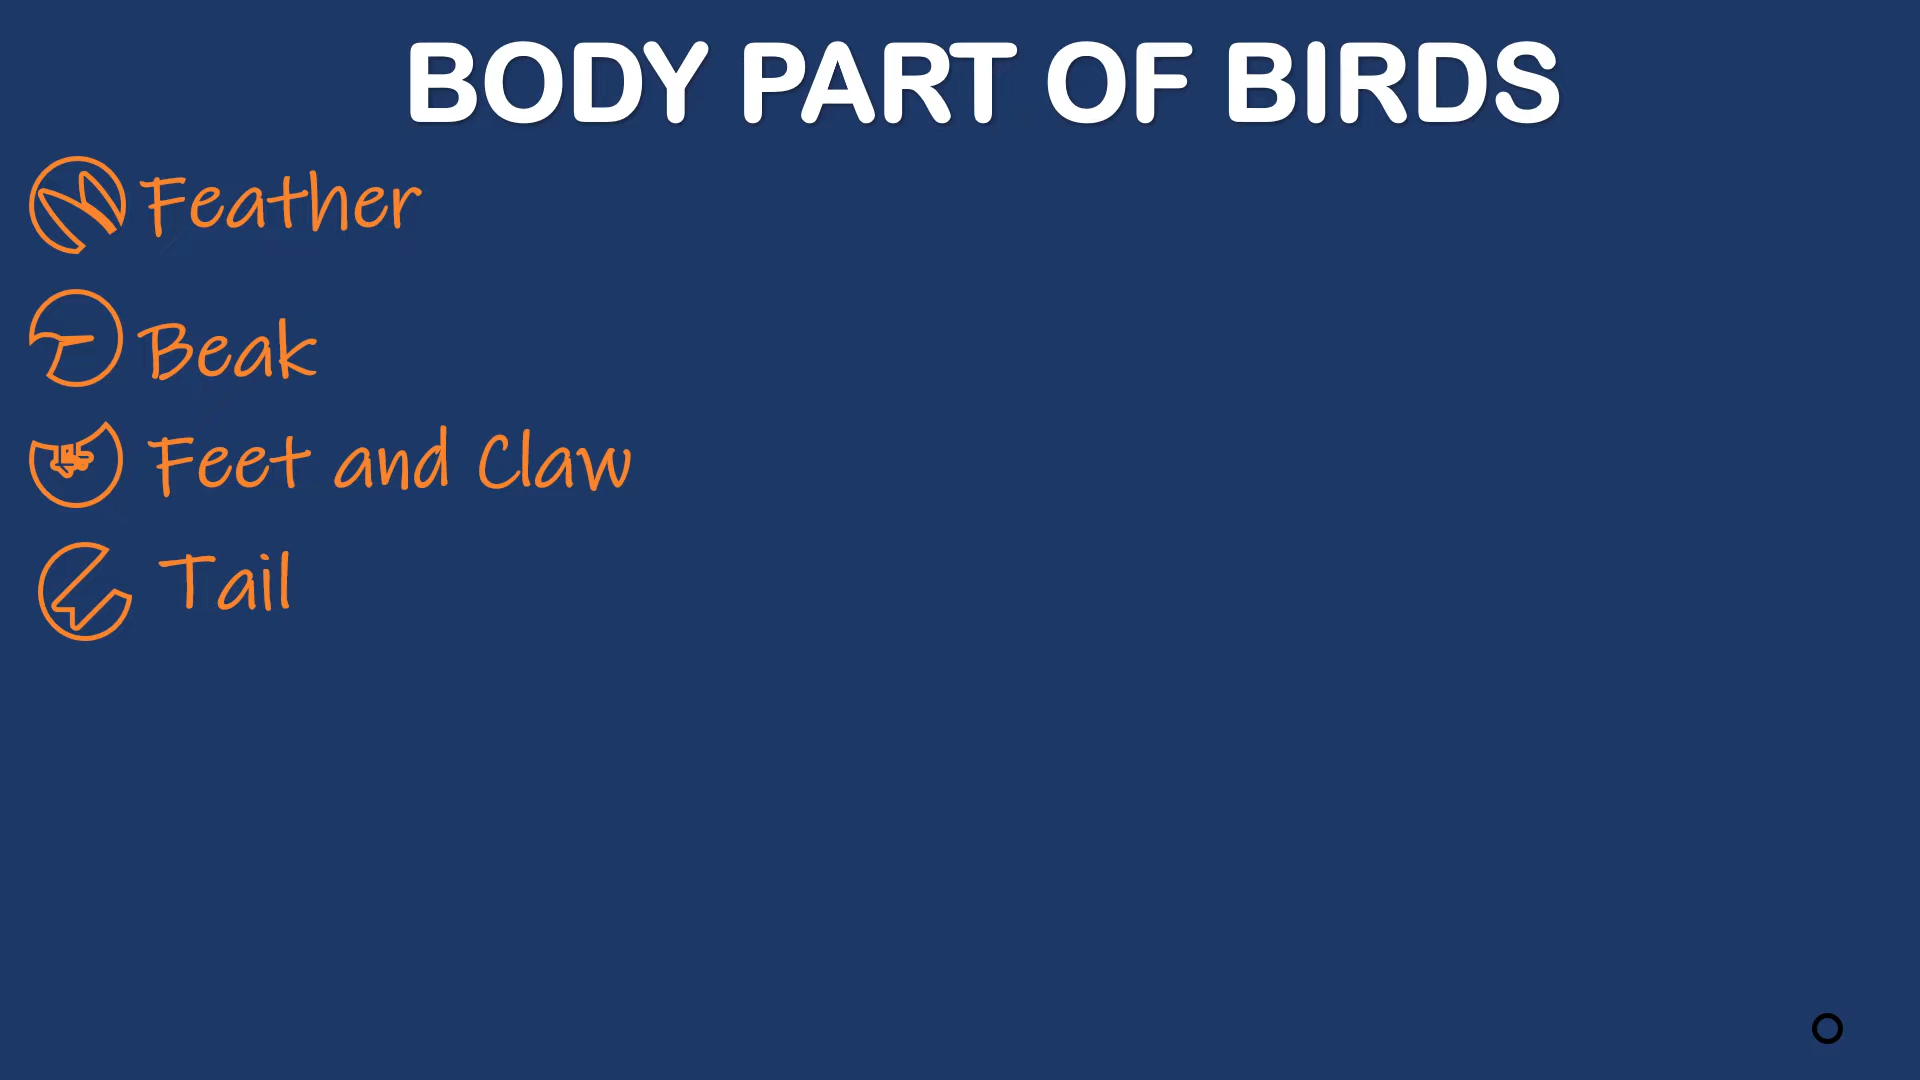 BODY PART OF BIRDS
Feather
Beak
Feet and Claw
Tail